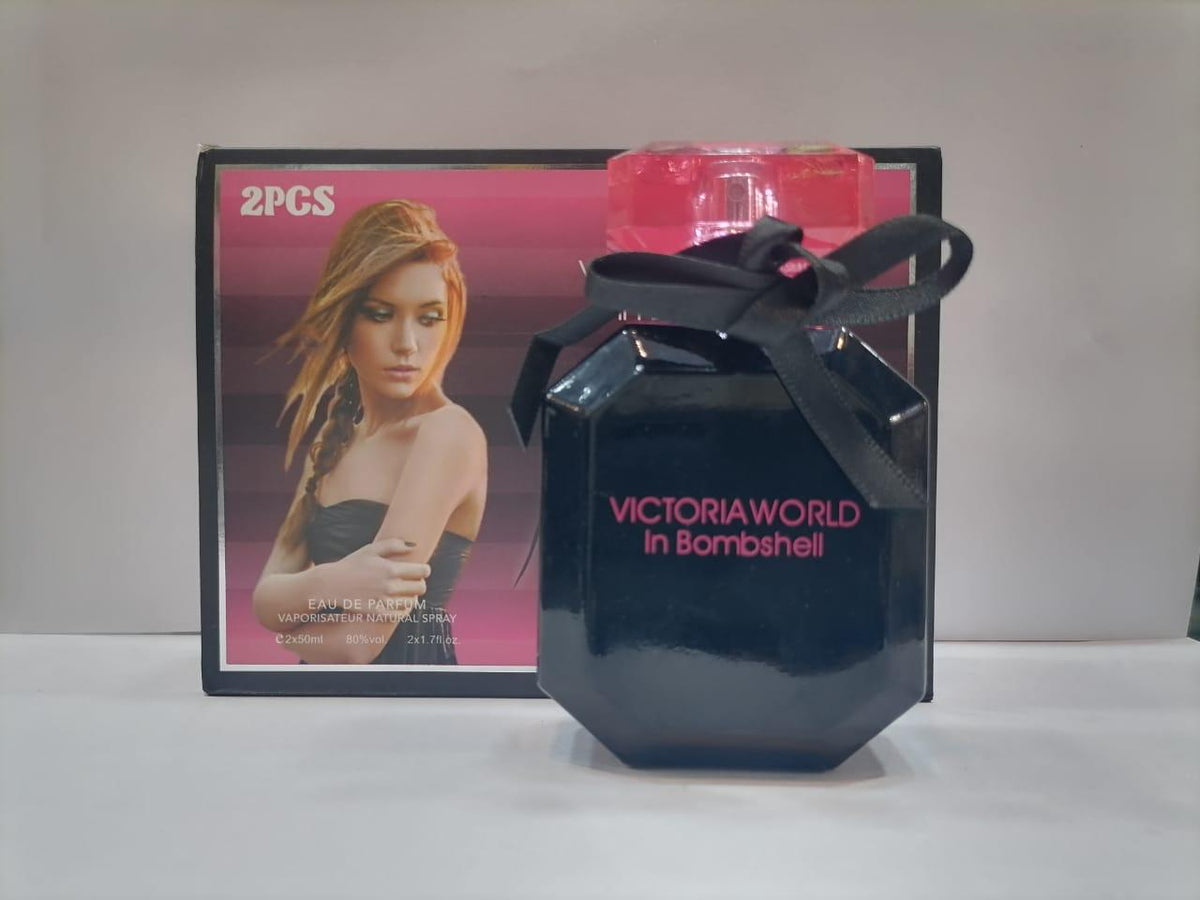 2PCS
EAU DE PARFUM
VAPORISATEUR NATURAL SPRAY
℮2x50ml 80%vol. 2x1.7fl.oz.
VICTORIAWORLD
In Bombshell